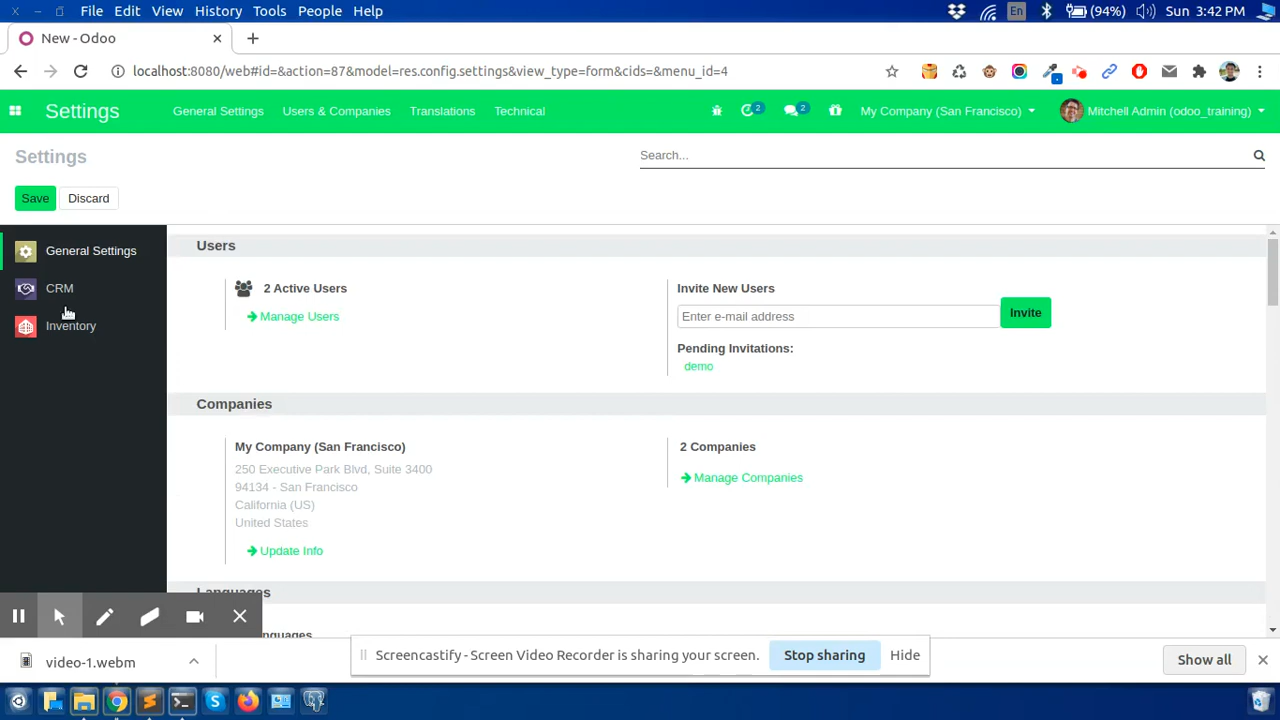 File Edit View History Tools People Help
En (94%) Sun 3:42 PM
New - Odoo
localhost:8080/web#id=&action=87&model=res.config.settings&view_type=form&cids=&menu_id=4
Settings General Settings Users & Companies Translations Technical 2 2 My Company (San Francisco) Mitchell Admin (odoo_training)
Settings
Search...
Save Discard
General Settings
CRM
Inventory
Users
2 Active Users
Manage Users
Invite New Users
Enter e-mail address Invite
Pending Invitations:
demo
Companies
My Company (San Francisco)
250 Executive Park Blvd, Suite 3400
94134 - San Francisco
California (US)
United States
Update Info
2 Companies
Manage Companies
Languages
nguages
Screencastify - Screen Video Recorder is sharing your screen. Stop sharing Hide
video-1.webm
Show all